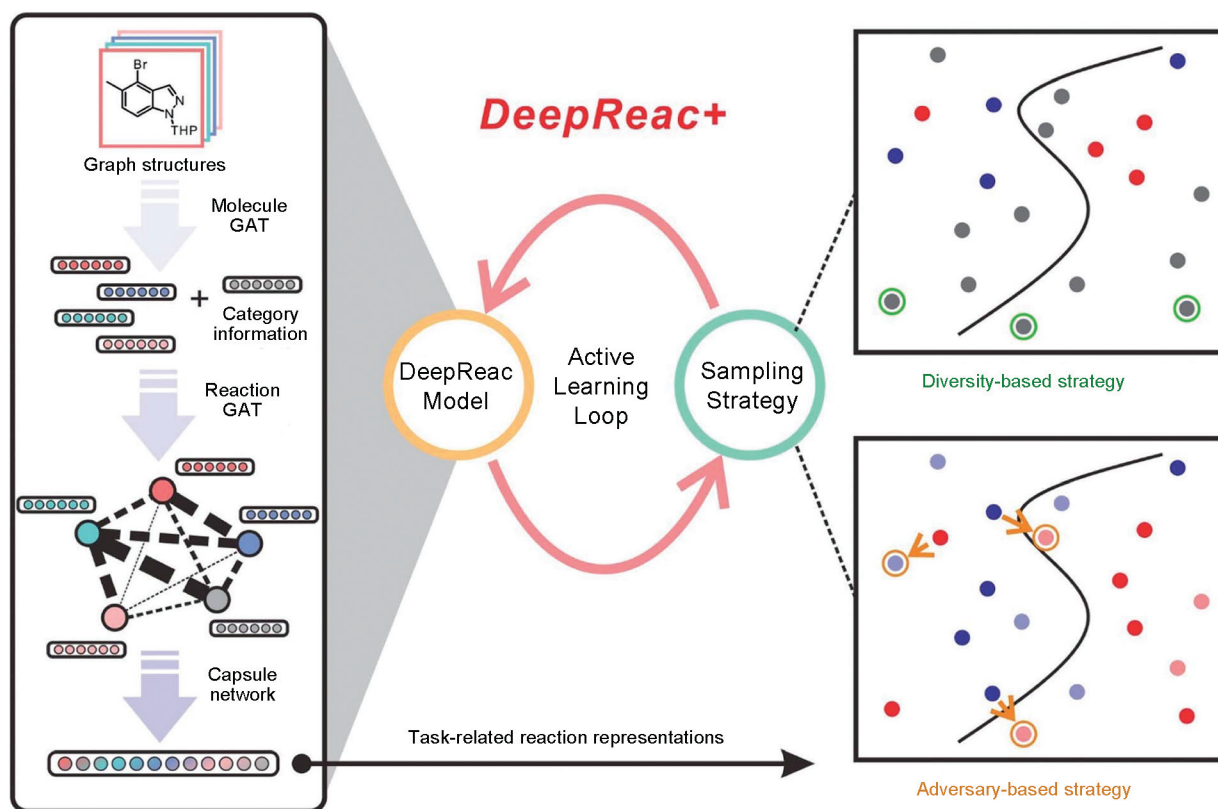 Br
N
N
THP
Graph structures
Molecule
GAT
+
Category
information
Reaction
GAT
Capsule
network
DeepReac+
DeepReac
Model
Active
Learning
Loop
Sampling
Strategy
Task-related reaction representations
Diversity-based strategy
Adversary-based strategy